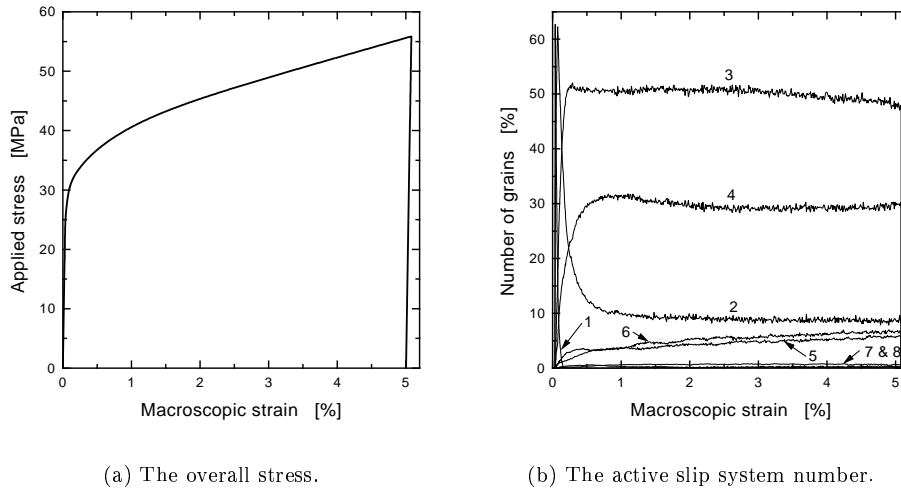 60
50
40
30
20
10
0
0 1 2 3 4 5
Applied stress [MPa]
Macroscopic strain [%]
60
50
40
30
20
10
0
0 1 2 3 4 5
Number of grains [%]
Macroscopic strain [%]
3
4
2
1
6
5
7 & 8
(a) The overall stress.
(b) The active slip system number.